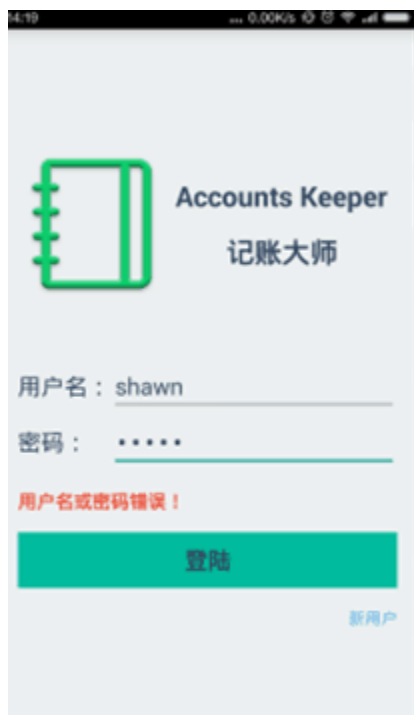 14:19 ... 0.00K/s
Accounts Keeper
记账大师
用户名：shawn
密码： •••••
用户名或密码错误！
登陆
新用户